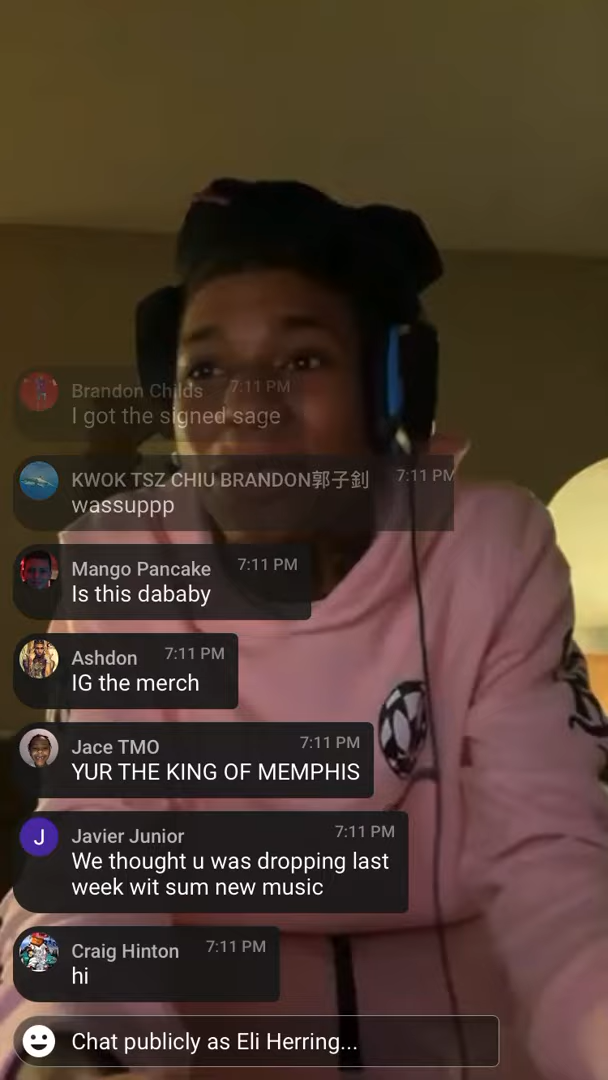 Brandon Childs 7:11 PM
I got the signed sage
KWOK TSZ CHIU BRANDON郭子釗 7:11 PM
wassuppp
Mango Pancake 7:11 PM
Is this dababy
Ashdon 7:11 PM
IG the merch
Jace TMO 7:11 PM
YUR THE KING OF MEMPHIS
J
Javier Junior 7:11 PM
We thought u was dropping last
week wit sum new music
Craig Hinton 7:11 PM
hi
Chat publicly as Eli Herring...